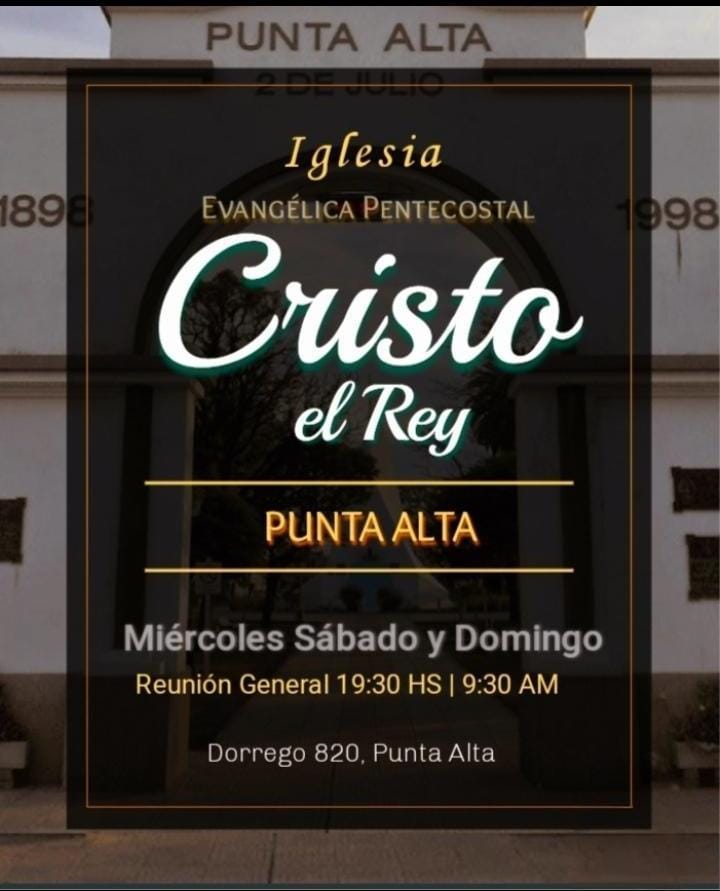 PUNTA ALTA
2 DE JULIO
1898
1998
Iglesia
EVANGÉLICA PENTECOSTAL
Cristo
el Rey
PUNTA ALTA
Miércoles Sábado y Domingo
Reunión General 19:30 HS | 9:30 AM
Dorrego 820, Punta Alta